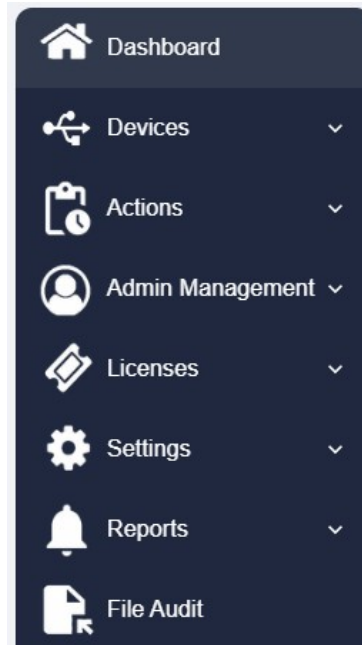 Dashboard
Devices
Actions
Admin Management
Licenses
Settings
Reports
File Audit